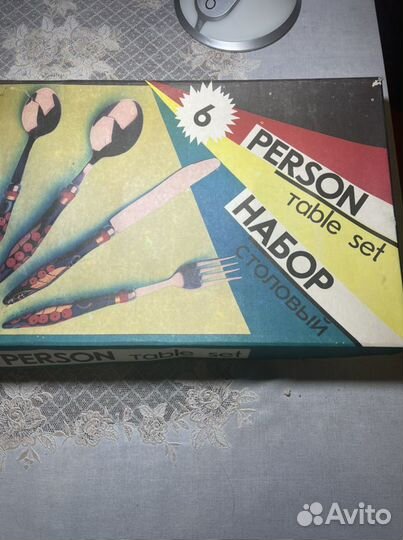 6
PERSON
Table set
НАБОР
СТОЛОВЫЙ
PERSON Table set
Avito